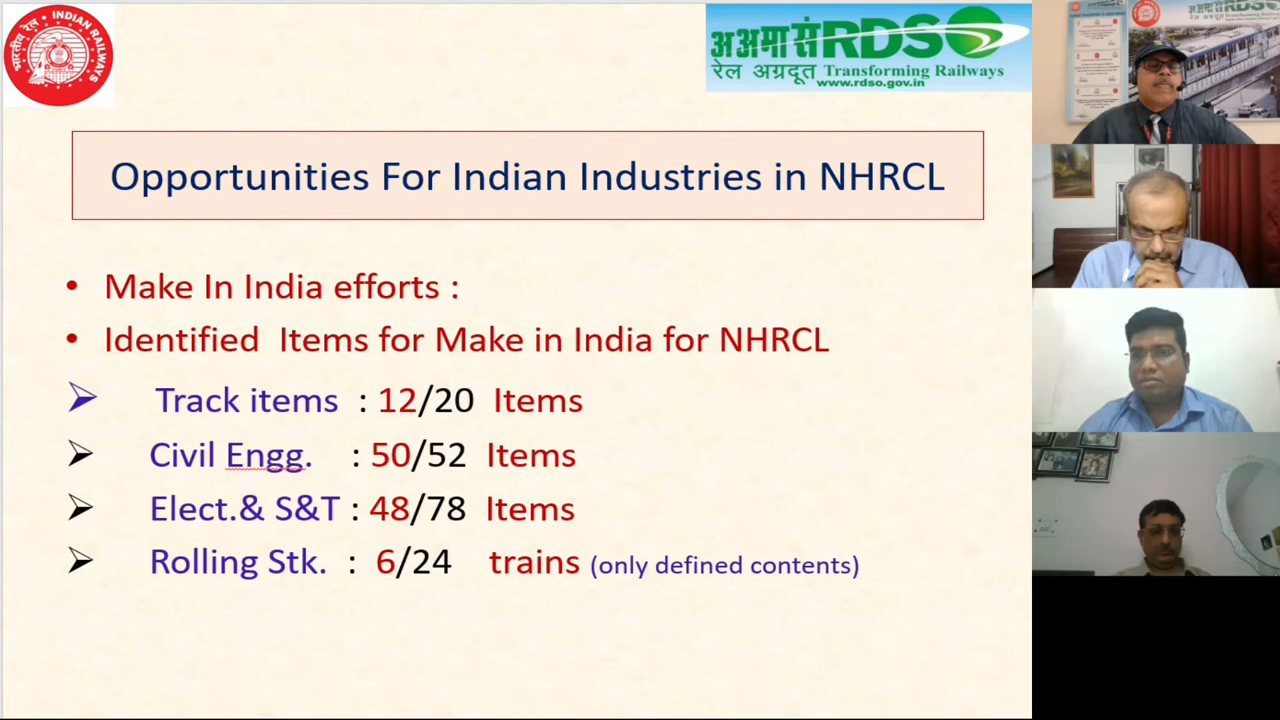 भारतीय रेल
INDIAN RAILWAYS
अ अ मा सं RDSO
रेल अग्रदूत Transforming Railways
www.rdso.gov.in
Opportunities For Indian Industries in NHRCL
• Make In India efforts :
• Identified Items for Make in India for NHRCL
➢ Track items : 12/20 Items
➢ Civil Engg. : 50/52 Items
➢ Elect.& S&T : 48/78 Items
➢ Rolling Stk. : 6/24 trains (only defined contents)